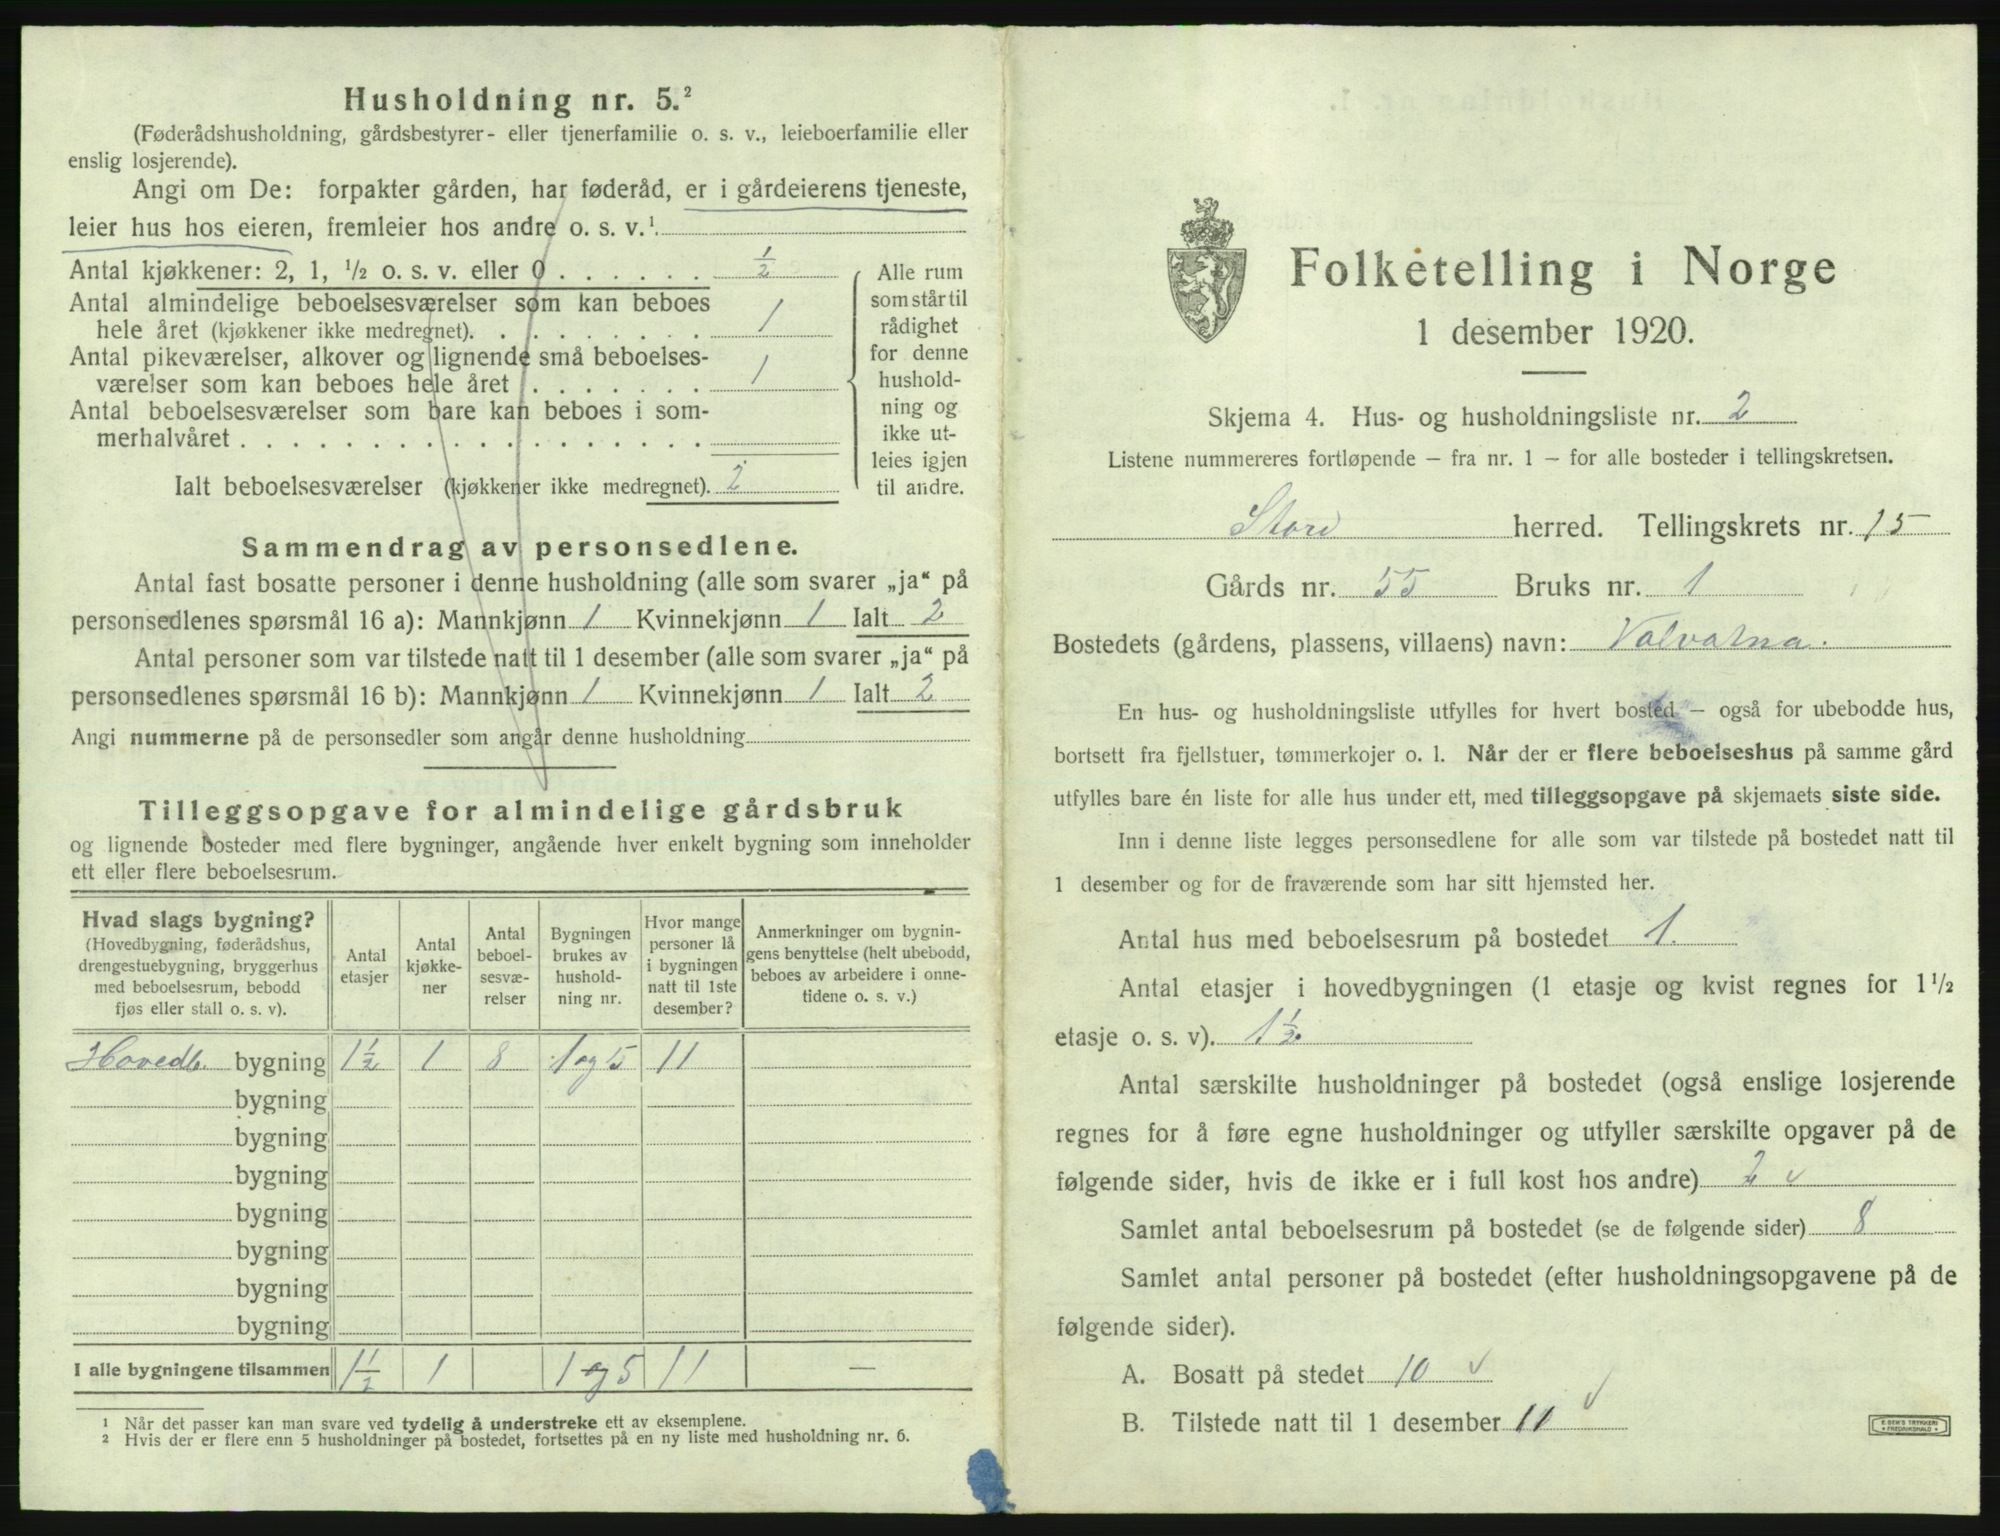 Husholdning nr. 5.²
(Føderådshusholdning, gårdsbestyrer- eller tjenerfamilie o. s. v., leieboerfamilie eller
enslig losjerende).
Angi om De: forpakter gården, har føderåd, er i gårdeierens tjeneste,
leier hus hos eieren, fremleier hos andre o. s. v.¹
Antal kjøkkener: 2, 1, ½ o. s. v. eller 0 . . . . . . ½
Antal almindelige beboelsesværelser som kan beboes
hele året (kjøkkener ikke medregnet). . . . . . . . . 1
Antal pikeværelser, alkover og lignende små beboelses-
værelser som kan beboes hele året . . . . . . . 1
Antal beboelsesværelser som bare kan beboes i som-
merhalvåret . . . . . . . . . . . . . . . . . .
Ialt beboelsesværelser (kjøkkener ikke medregnet). 2
Alle rum
som står til
rådighet
for denne
hushold-
ning og
ikke ut-
leies igjen
til andre.
Sammendrag av personsedlene.
Antal fast bosatte personer i denne husholdning (alle som svarer „ja“ på
personsedlenes spørsmål 16 a): Mannkjønn 1 Kvinnekjønn 1 Ialt 2
Antal personer som var tilstede natt til 1 desember (alle som svarer „ja“ på
personsedlenes spørsmål 16 b): Mannkjønn 1 Kvinnekjønn 1 Ialt 2
Angi nummerne på de personsedler som angår denne husholdning
Tilleggsopgave for almindelige gårdsbruk
og lignende bosteder med flere bygninger, angående hver enkelt bygning som inneholder
ett eller flere beboelsesrum.
Hvad slags bygning?
(Hovedbygning, føderådshus,
drengestuebygning, bryggerhus
med beboelsesrum, bebodd
fjøs eller stall o. s. v).
Antal
etasjer
Antal
kjøkke-
ner
Antal
beboel-
sesvæ-
relser
Bygningen
brukes av
hushold-
ning nr.
Hvor mange
personer lå
i bygningen
natt til 1ste
desember?
Anmerkninger om bygnin-
gens benyttelse (helt ubebodd,
beboes av arbeidere i onne-
tidene o. s. v.)
Hovedb. bygning 1½ 1 8 1 og 5 11
bygning
bygning
bygning
bygning
bygning
bygning
bygning
I alle bygningene tilsammen 1½ 1 1 og 5 11 —
¹ Når det passer kan man svare ved tydelig å understreke ett av eksemplene.
² Hvis der er flere enn 5 husholdninger på bostedet, fortsettes på en ny liste med husholdning nr. 6.
Folketelling i Norge
1 desember 1920.
Skjema 4. Hus- og husholdningsliste nr. 2
Listene nummereres fortløpende – fra nr. 1 – for alle bosteder i tellingskretsen.
herred. Tellingskrets nr. 15
Gårds nr. 55 Bruks nr. 1
Bostedets (gårdens, plassens, villaens) navn: Valvatna.
En hus- og husholdningsliste utfylles for hvert bosted – også for ubebodde hus,
bortsett fra fjellstuer, tømmerkojer o. l. Når der er flere beboelseshus på samme gård
utfylles bare én liste for alle hus under ett, med tilleggsopgave på skjemaets siste side.
Inn i denne liste legges personsedlene for alle som var tilstede på bostedet natt til
1 desember og for de fraværende som har sitt hjemsted her.
Antal hus med beboelsesrum på bostedet 1.
Antal etasjer i hovedbygningen (1 etasje og kvist regnes for 1½
etasje o. s. v). 1½
Antal særskilte husholdninger på bostedet (også enslige losjerende
regnes for å føre egne husholdninger og utfyller særskilte opgaver på de
følgende sider, hvis de ikke er i full kost hos andre) 2 ✓
Samlet antal beboelsesrum på bostedet (se de følgende sider) 8
Samlet antal personer på bostedet (efter husholdningsopgavene på de
følgende sider).
A. Bosatt på stedet 10 ✓
B. Tilstede natt til 1 desember 11 ✓